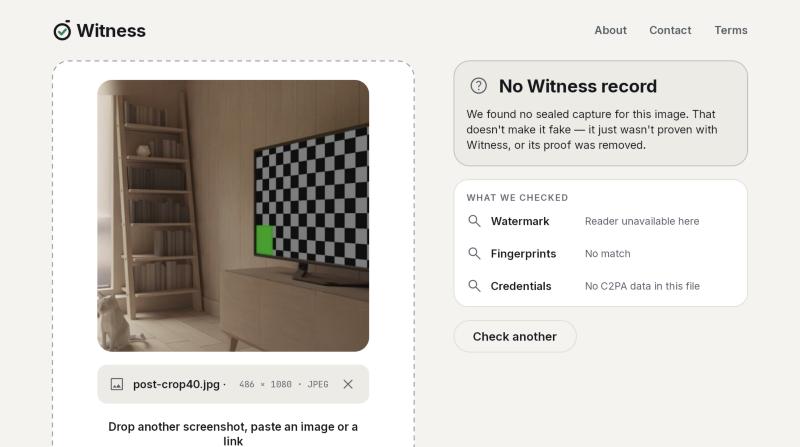 Witness
About
Contact
Terms
No Witness record
We found no sealed capture for this image. That
doesn't make it fake — it just wasn't proven with
Witness, or its proof was removed.
WHAT WE CHECKED
Watermark
Reader unavailable here
Fingerprints
No match
Credentials
No C2PA data in this file
Check another
post-crop40.jpg · 486 × 1080 · JPEG
Drop another screenshot, paste an image or a
link